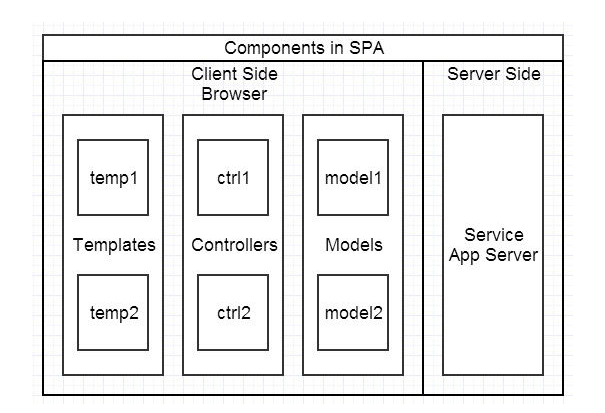 Components in SPA
Client Side
Browser
Server Side
temp1
Templates
temp2
ctrl1
Controllers
ctrl2
model1
Models
model2
Service
App Server